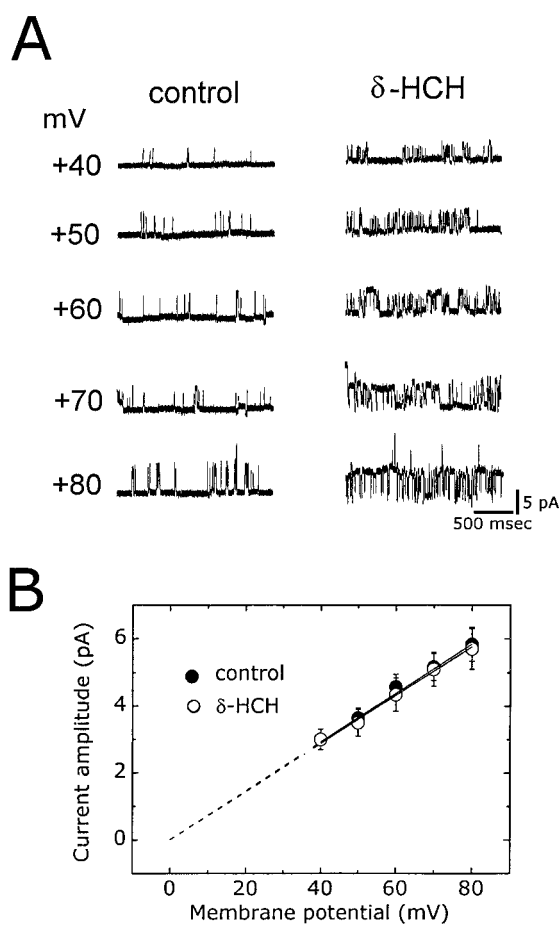 A
control δ-HCH
mV
+40
+50
+60
+70
+80
5 pA
500 msec
B
6
4
2
0
control
δ-HCH
Current amplitude (pA)
0 20 40 60 80
Membrane potential (mV)